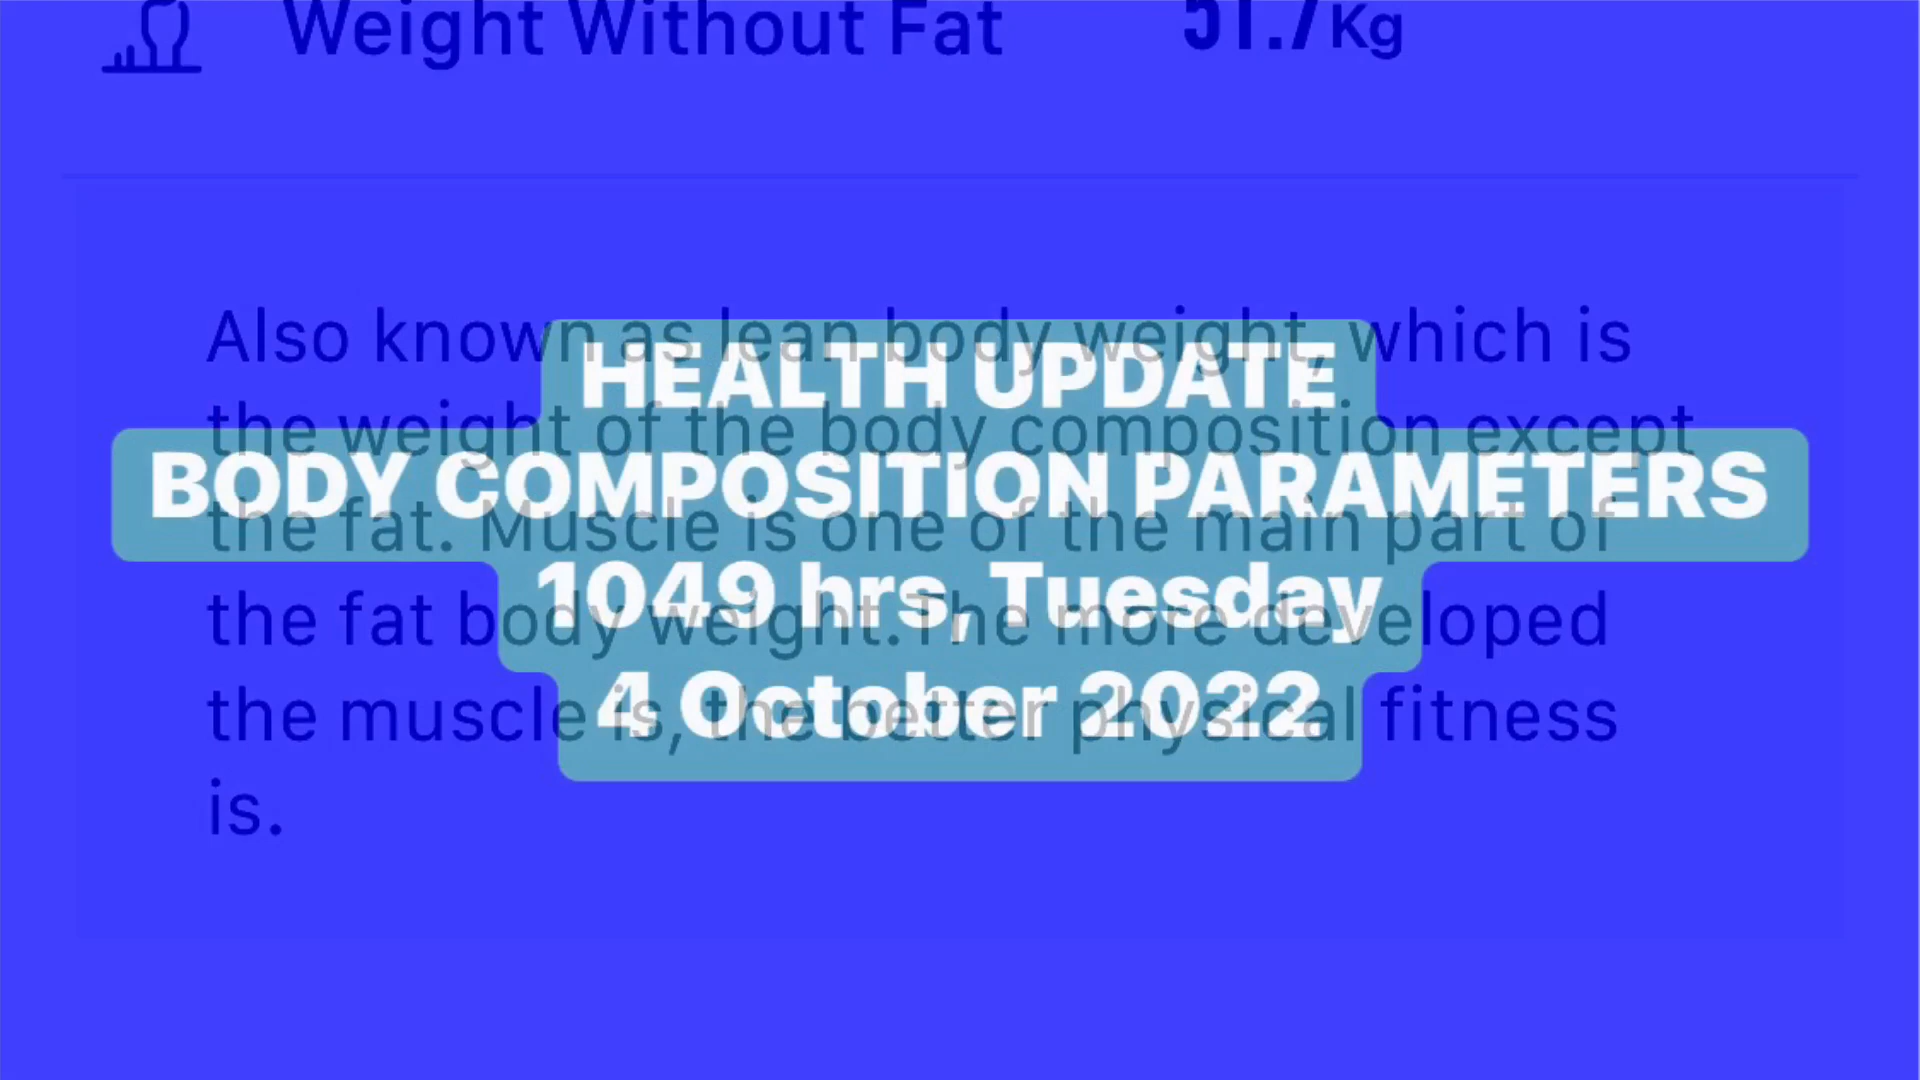 Weight Without Fat 51.7Kg
Also known as lean body weight, which is
the weight of the body composition except
the fat. Muscle is one of the main part of
the fat body weight.The more developed
the muscle is, the better physical fitness
is.
HEALTH UPDATE
BODY COMPOSITION PARAMETERS
1049 hrs, Tuesday
4 October 2022